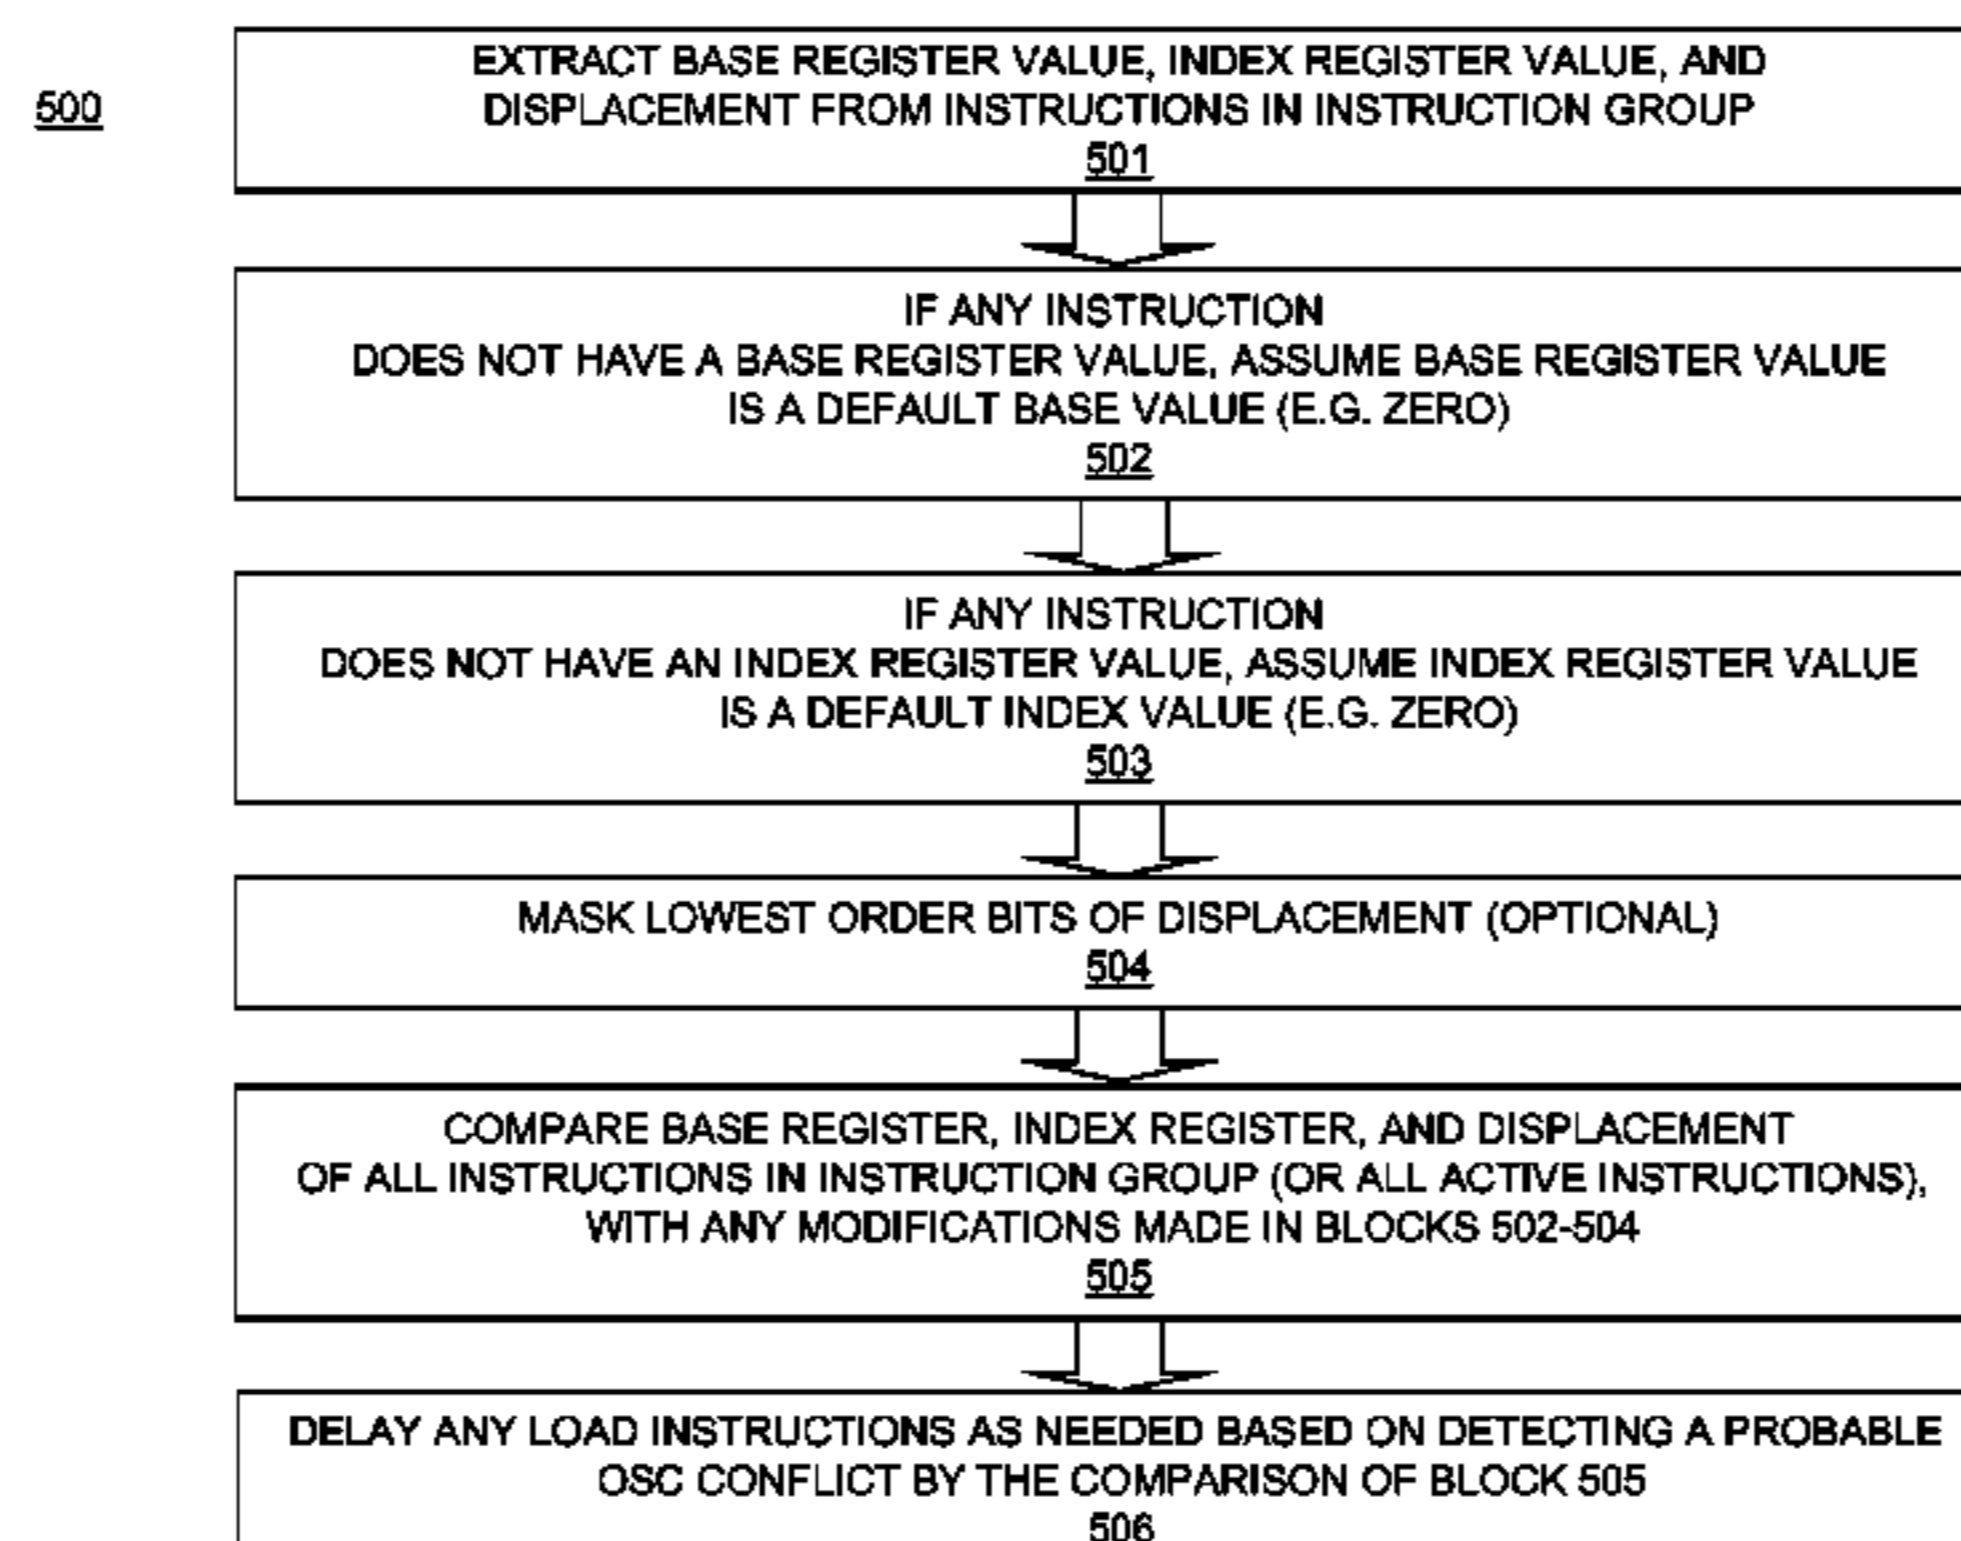 500
EXTRACT BASE REGISTER VALUE, INDEX REGISTER VALUE, AND
DISPLACEMENT FROM INSTRUCTIONS IN INSTRUCTION GROUP
501
IF ANY INSTRUCTION
DOES NOT HAVE A BASE REGISTER VALUE, ASSUME BASE REGISTER VALUE
IS A DEFAULT BASE VALUE (E.G. ZERO)
502
IF ANY INSTRUCTION
DOES NOT HAVE AN INDEX REGISTER VALUE, ASSUME INDEX REGISTER VALUE
IS A DEFAULT INDEX VALUE (E.G. ZERO)
503
MASK LOWEST ORDER BITS OF DISPLACEMENT (OPTIONAL)
504
COMPARE BASE REGISTER, INDEX REGISTER, AND DISPLACEMENT
OF ALL INSTRUCTIONS IN INSTRUCTION GROUP (OR ALL ACTIVE INSTRUCTIONS),
WITH ANY MODIFICATIONS MADE IN BLOCKS 502-504
505
DELAY ANY LOAD INSTRUCTIONS AS NEEDED BASED ON DETECTING A PROBABLE
OSC CONFLICT BY THE COMPARISON OF BLOCK 505
506